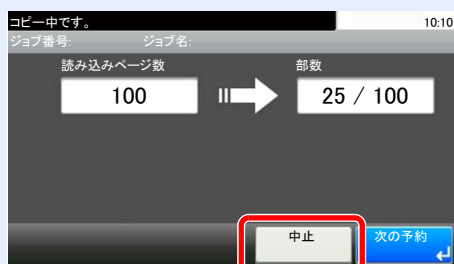 コピー中です。 10:10
ジョブ番号: ジョブ名:
読み込みページ数 部数
100 25 / 100
中止 次の予約